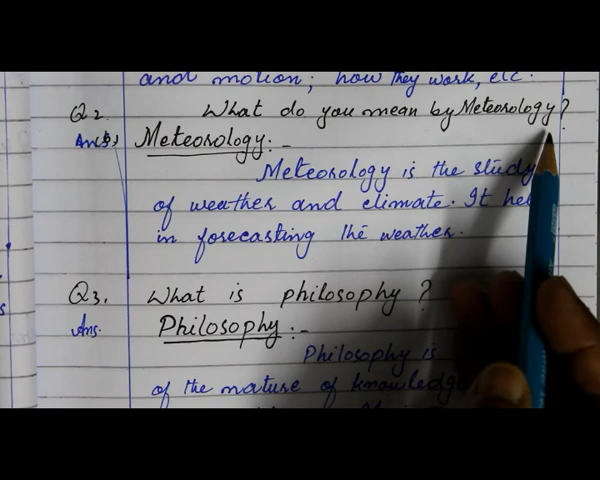 and motion; how they work, etc.
Q2. What do you mean by Meteorology?
Ans) Meteorology:-
Meteorology is the study
of weather and climate. It
in forecasting the weather.
Q3. What is philosophy?
Ans. Philosophy:-
Philosophy is
of the nature of knowledge